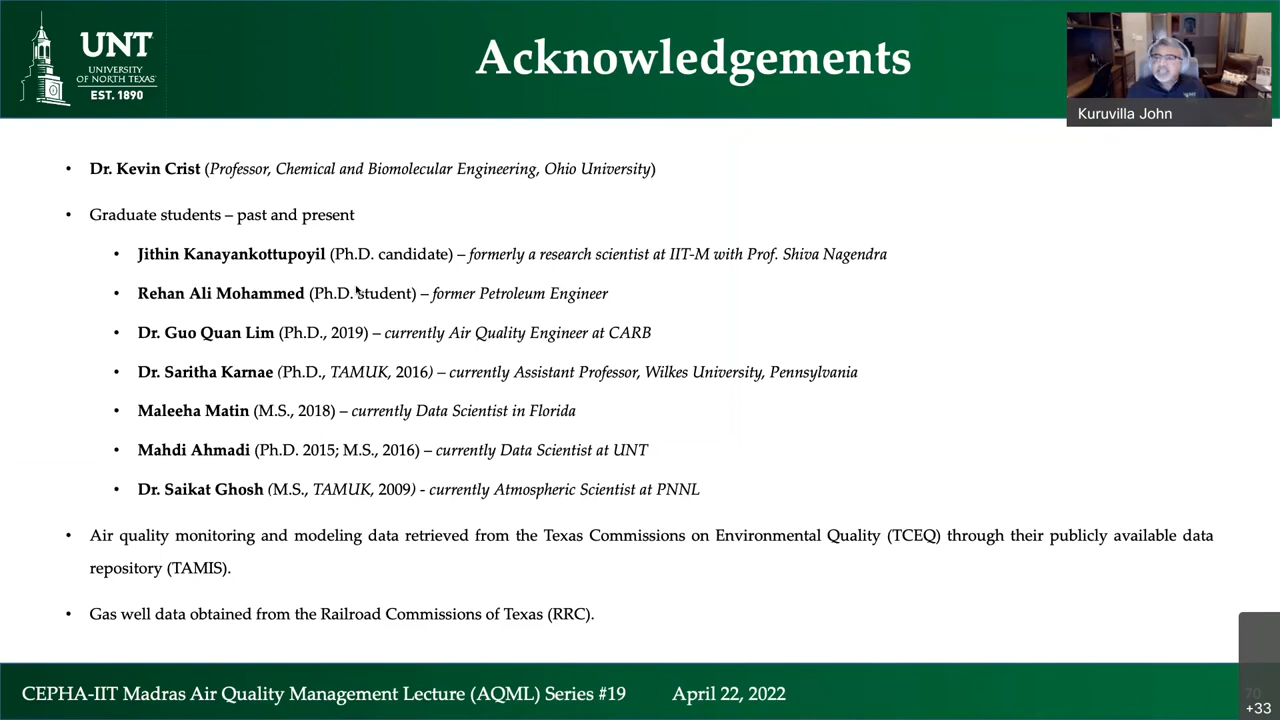 UNT
UNIVERSITY
OF NORTH TEXAS
EST. 1890
Acknowledgements
Kuruvilla John
• Dr. Kevin Crist (Professor, Chemical and Biomolecular Engineering, Ohio University)
• Graduate students – past and present
• Jithin Kanayankottupoyil (Ph.D. candidate) – formerly a research scientist at IIT-M with Prof. Shiva Nagendra
• Rehan Ali Mohammed (Ph.D. student) – former Petroleum Engineer
• Dr. Guo Quan Lim (Ph.D., 2019) – currently Air Quality Engineer at CARB
• Dr. Saritha Karnae (Ph.D., TAMUK, 2016) – currently Assistant Professor, Wilkes University, Pennsylvania
• Maleeha Matin (M.S., 2018) – currently Data Scientist in Florida
• Mahdi Ahmadi (Ph.D. 2015; M.S., 2016) – currently Data Scientist at UNT
• Dr. Saikat Ghosh (M.S., TAMUK, 2009) - currently Atmospheric Scientist at PNNL
• Air quality monitoring and modeling data retrieved from the Texas Commissions on Environmental Quality (TCEQ) through their publicly available data
repository (TAMIS).
• Gas well data obtained from the Railroad Commissions of Texas (RRC).
CEPHA-IIT Madras Air Quality Management Lecture (AQML) Series #19 April 22, 2022
70
+33